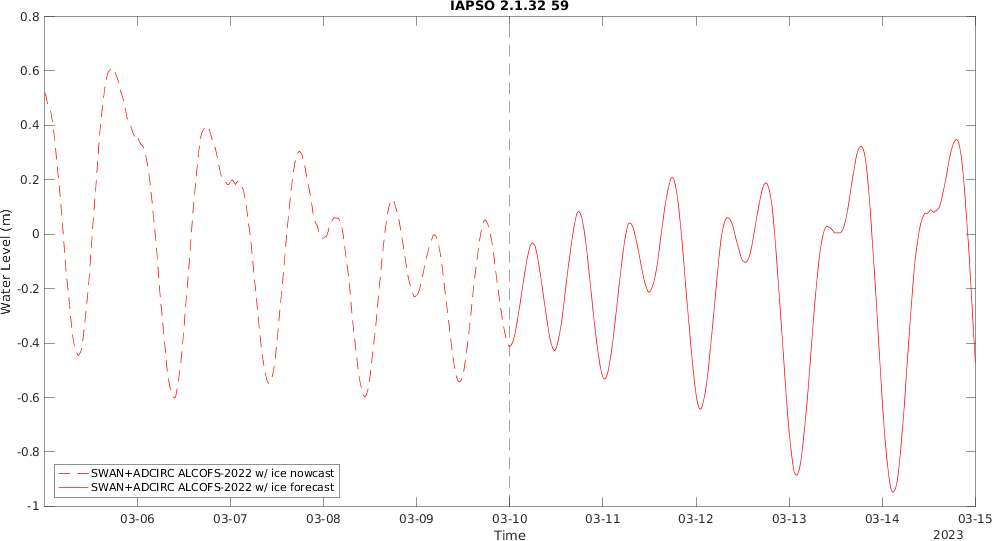 IAPSO 2.1.32 59
Water Level (m)
0.8
0.6
0.4
0.2
0
-0.2
-0.4
-0.6
-0.8
-1
SWAN+ADCIRC ALCOFS-2022 w/ ice nowcast
SWAN+ADCIRC ALCOFS-2022 w/ ice forecast
03-06 03-07 03-08 03-09 03-10 03-11 03-12 03-13 03-14 03-15
Time
2023